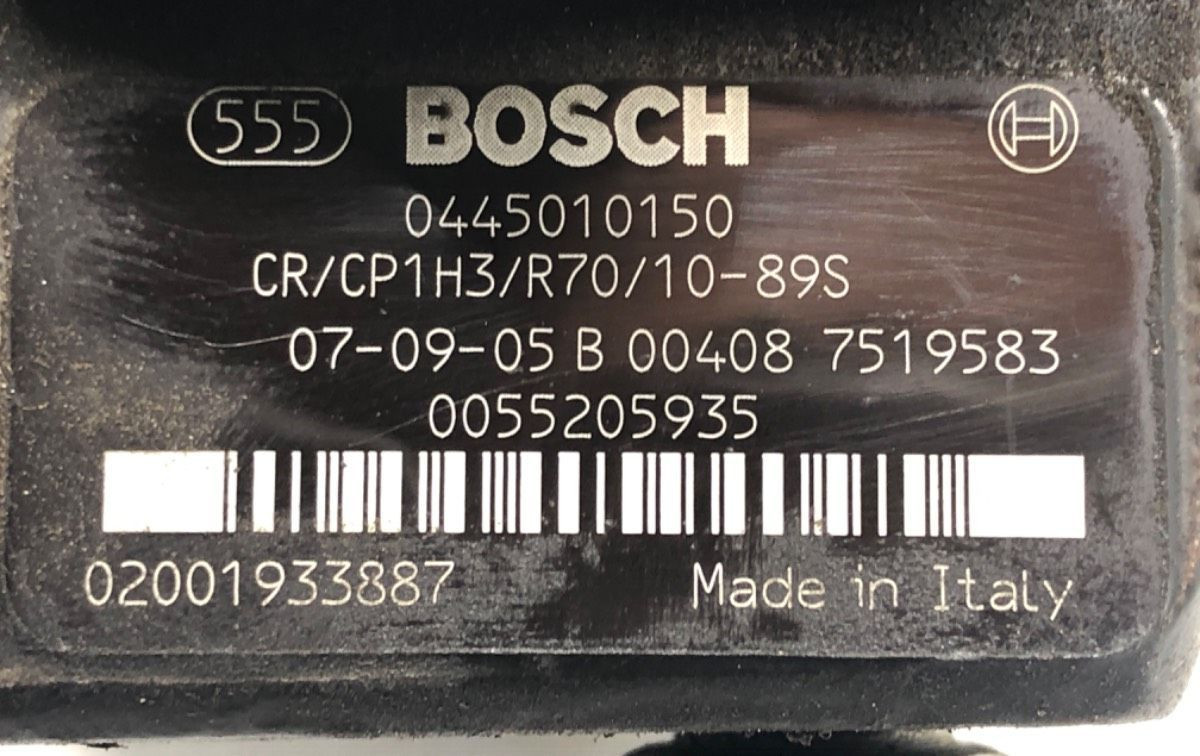 555 BOSCH
0445010150
CR/CP1H3/R70/10-89S
07-09-05 B 00408 7519583
0055205935
02001933887 Made in Italy